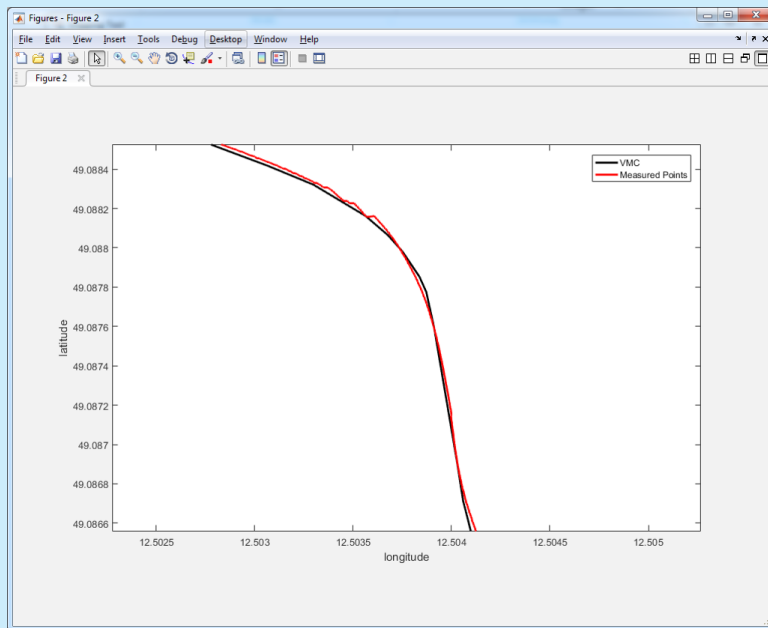 Figures - Figure 2
File Edit View Insert Tools Debug Desktop Window Help
Figure 2
VMC
Measured Points
49.0884
49.0882
49.088
49.0878
49.0876
49.0874
49.0872
49.087
49.0868
49.0866
latitude
12.5025 12.503 12.5035 12.504 12.5045 12.505
longitude